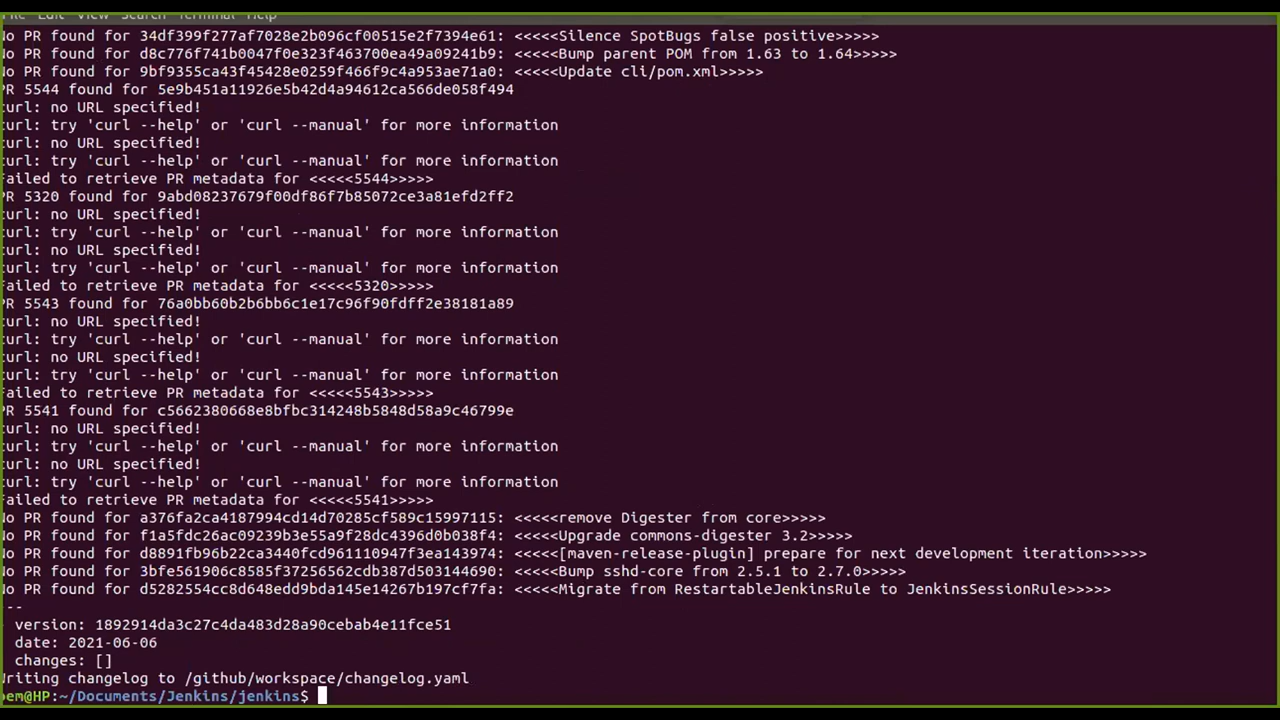 File Edit View Search Terminal Help
No PR found for 34df399f277af7028e2b096cf00515e2f7394e61: <<<<<Silence SpotBugs false positive>>>>>
No PR found for d8c776f741b0047f0e323f463700ea49a09241b9: <<<<<Bump parent POM from 1.63 to 1.64>>>>>
No PR found for 9bf9355ca43f45428e0259f466f9c4a953ae71a0: <<<<<Update cli/pom.xml>>>>>
PR 5544 found for 5e9b451a11926e5b42d4a94612ca566de058f494
curl: no URL specified!
curl: try 'curl --help' or 'curl --manual' for more information
curl: no URL specified!
curl: try 'curl --help' or 'curl --manual' for more information
Failed to retrieve PR metadata for <<<<<5544>>>>>
PR 5320 found for 9abd08237679f00df86f7b85072ce3a81efd2ff2
curl: no URL specified!
curl: try 'curl --help' or 'curl --manual' for more information
curl: no URL specified!
curl: try 'curl --help' or 'curl --manual' for more information
Failed to retrieve PR metadata for <<<<<5320>>>>>
PR 5543 found for 76a0bb60b2b6bb6c1e17c96f90fdff2e38181a89
curl: no URL specified!
curl: try 'curl --help' or 'curl --manual' for more information
curl: no URL specified!
curl: try 'curl --help' or 'curl --manual' for more information
Failed to retrieve PR metadata for <<<<<5543>>>>>
PR 5541 found for c5662380668e8bfbc314248b5848d58a9c46799e
curl: no URL specified!
curl: try 'curl --help' or 'curl --manual' for more information
curl: no URL specified!
curl: try 'curl --help' or 'curl --manual' for more information
Failed to retrieve PR metadata for <<<<<5541>>>>>
No PR found for a376fa2ca4187994cd14d70285cf589c15997115: <<<<<remove Digester from core>>>>>
No PR found for f1a5fdc26ac09239b3e55a9f28dc4396d0b038f4: <<<<<Upgrade commons-digester 3.2>>>>>
No PR found for d8891fb96b22ca3440fcd961110947f3ea143974: <<<<<[maven-release-plugin] prepare for next development iteration>>>>>
No PR found for 3bfe561906c8585f37256562cdb387d503144690: <<<<<Bump sshd-core from 2.5.1 to 2.7.0>>>>>
No PR found for d5282554cc8d648edd9bda145e14267b197cf7fa: <<<<<Migrate from RestartableJenkinsRule to JenkinsSessionRule>>>>>
---
- version: 1892914da3c27c4da483d28a90cebab4e11fce51
date: 2021-06-06
changes: []
Writing changelog to /github/workspace/changelog.yaml
oem@HP:~/Documents/Jenkins/jenkins$